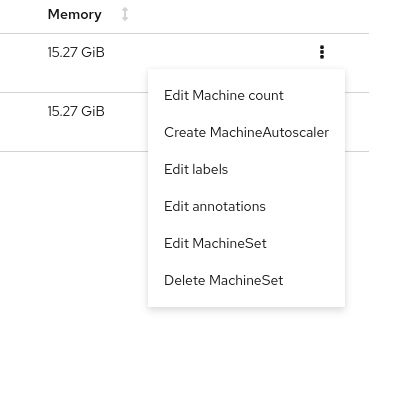 Memory
15.27 GiB
Edit Machine count
15.27 GiB
Create MachineAutoscaler
Edit labels
Edit annotations
Edit MachineSet
Delete MachineSet